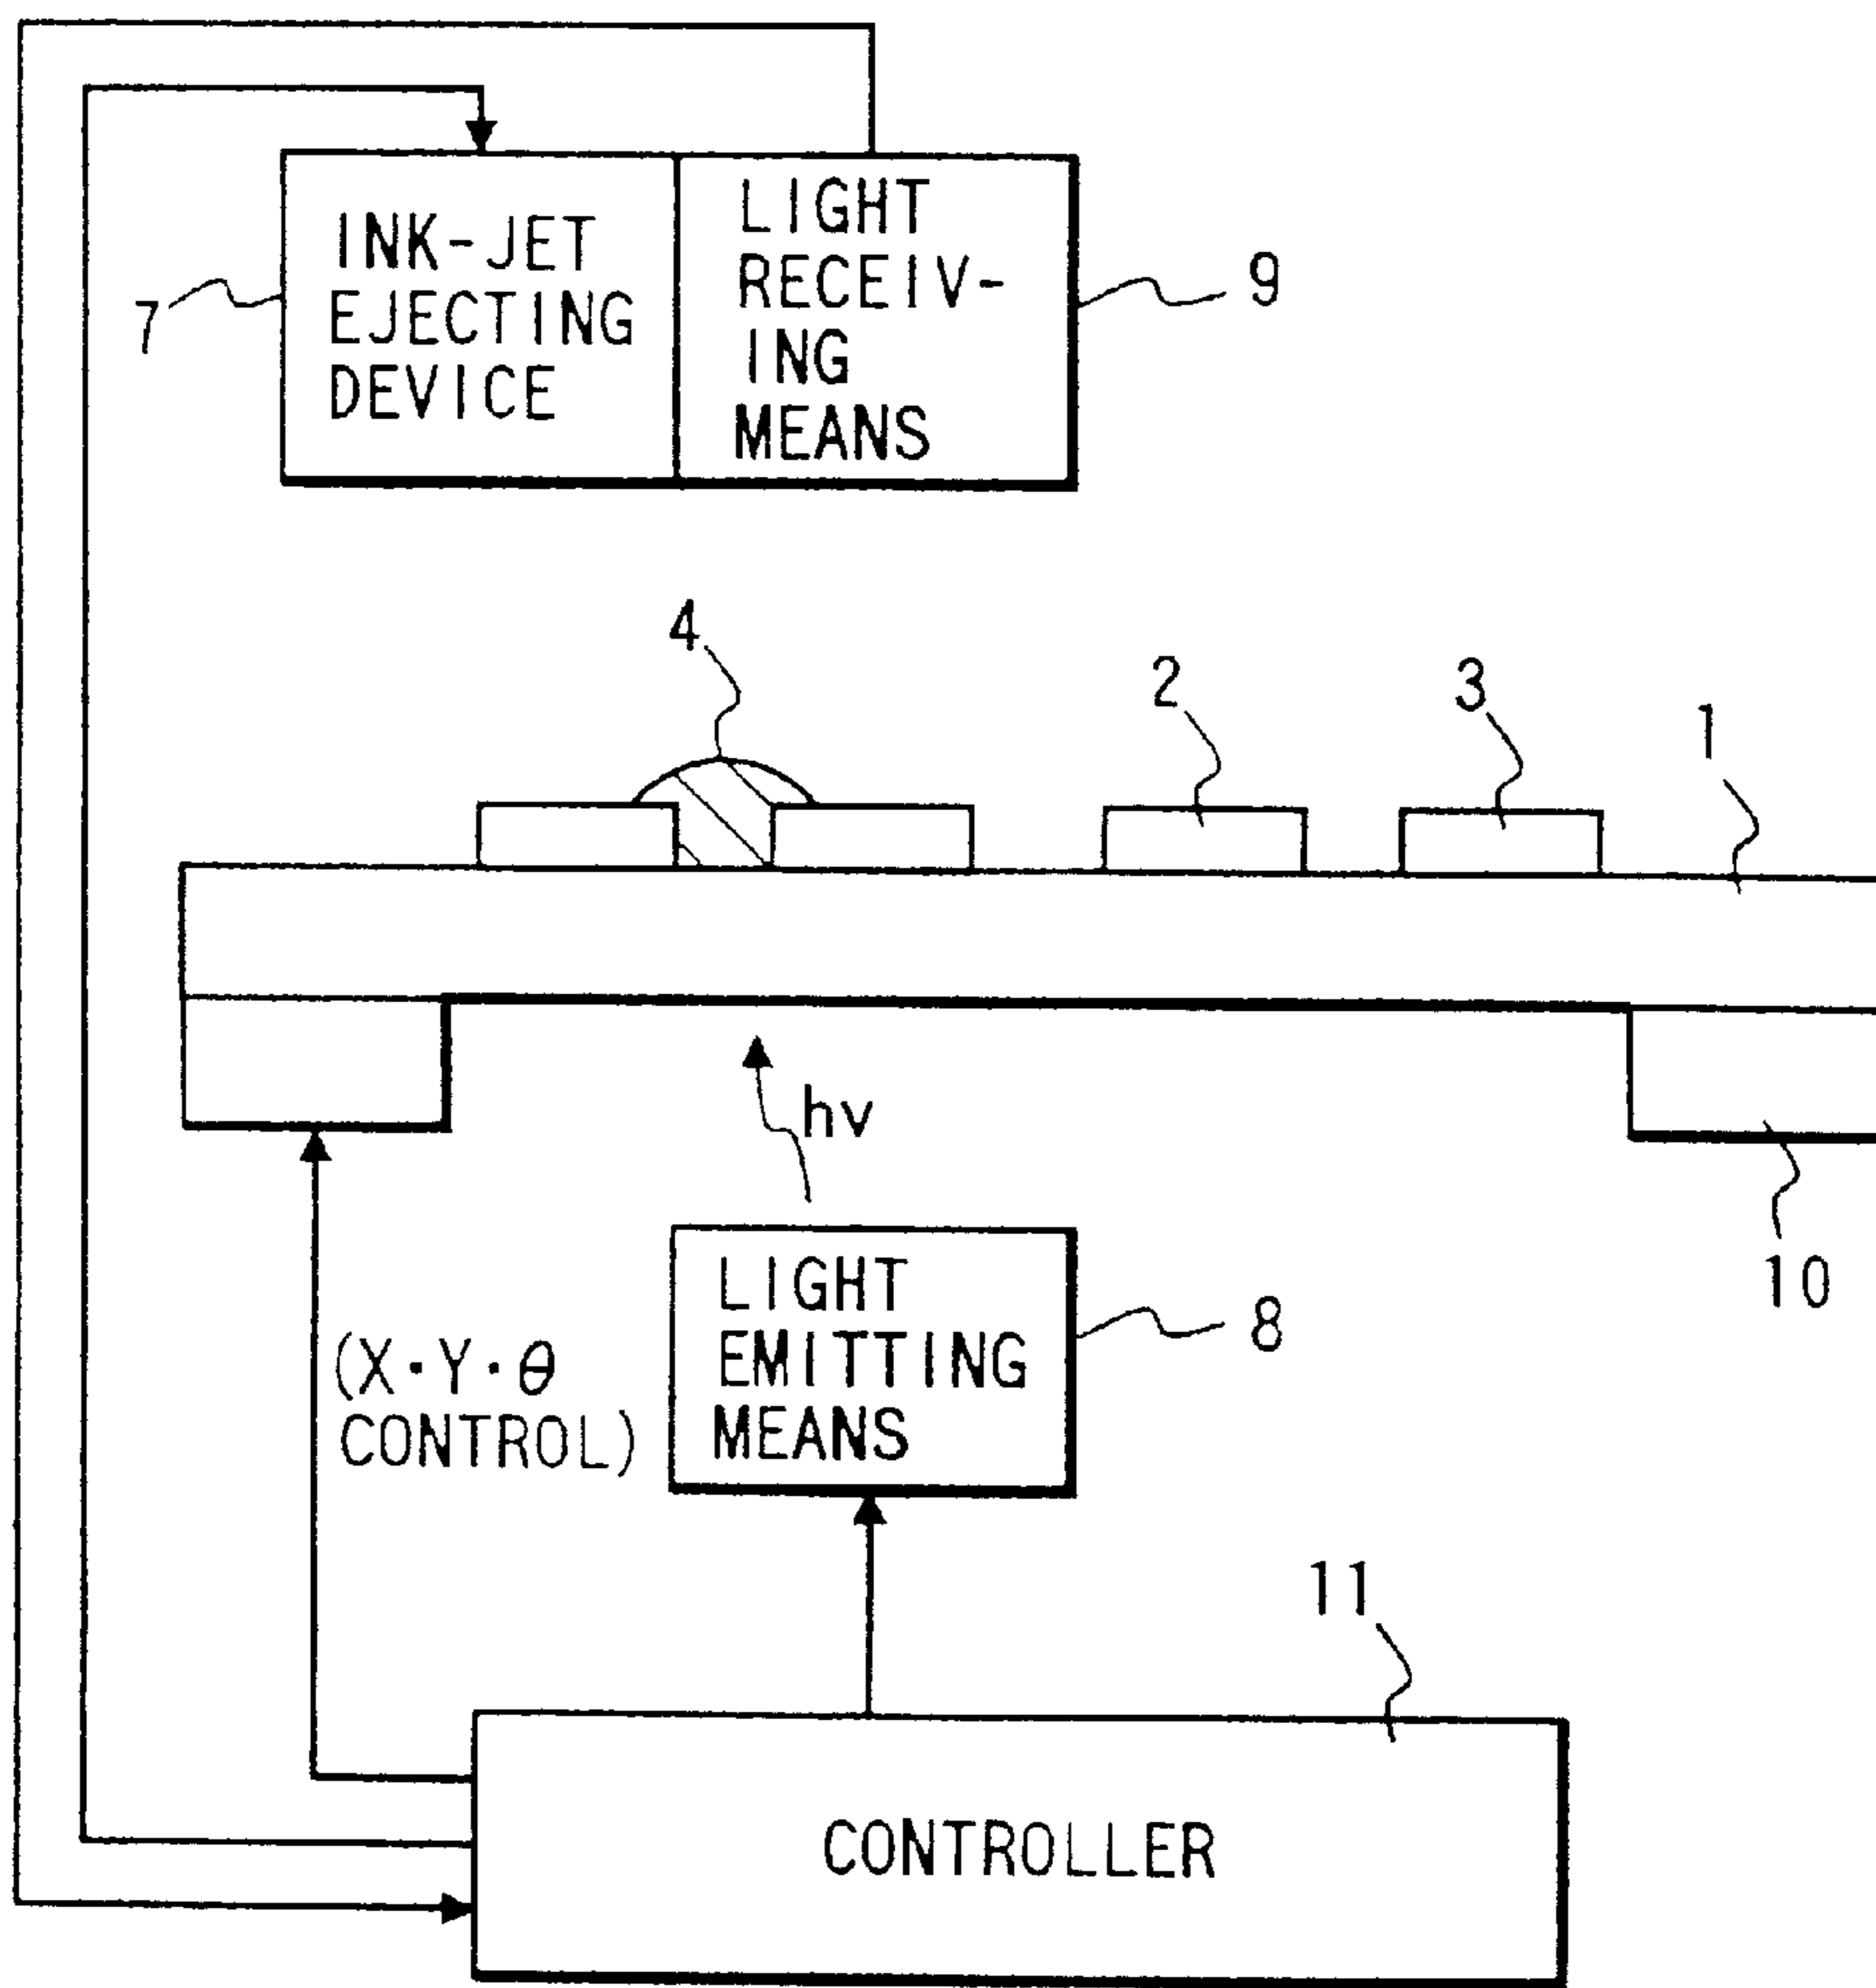 INK-JET
EJECTING
DEVICE
LIGHT
RECEIV-
ING
MEANS
7
9
4
2
3
1
hν
10
LIGHT
EMITTING
MEANS
8
(X·Y·θ
CONTROL)
11
CONTROLLER